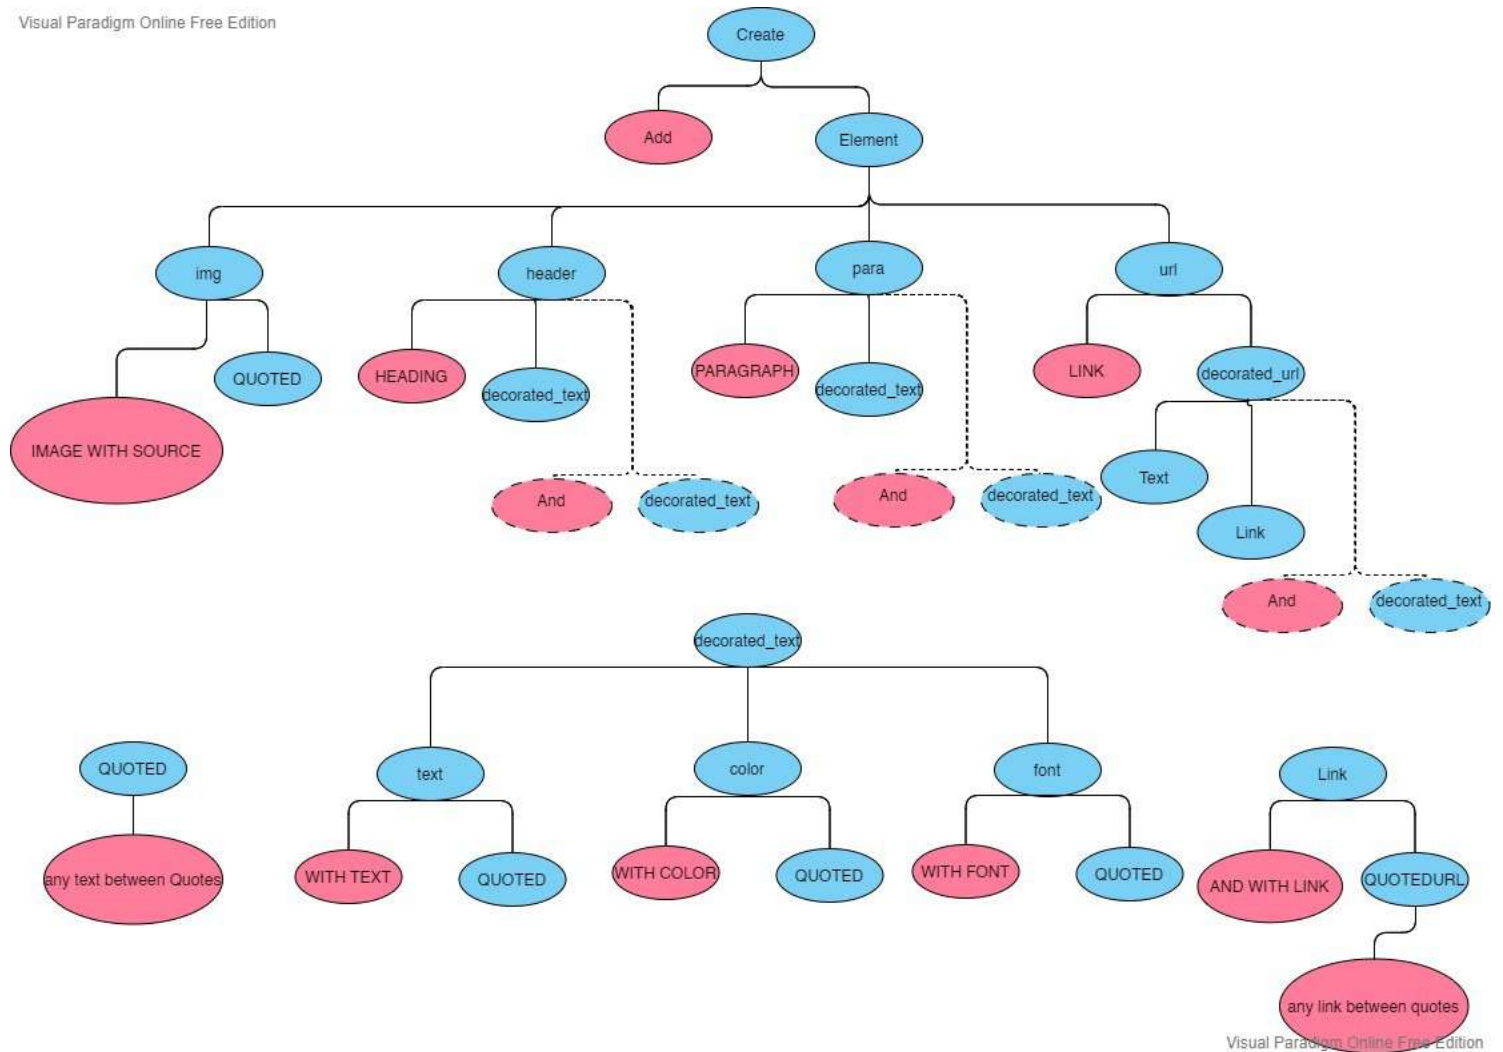 Visual Paradigm Online Free Edition
Create
Add
Element
img
header
para
url
QUOTED
HEADING
decorated_text
PARAGRAPH
decorated_text
LINK
decorated_url
IMAGE WITH SOURCE
Text
Link
And
decorated_text
And
decorated_text
And
decorated_text
decorated_text
QUOTED
text
color
font
Link
any text between Quotes
WITH TEXT
QUOTED
WITH COLOR
QUOTED
WITH FONT
QUOTED
AND WITH LINK
QUOTEDURL
any link between quotes
Visual Paradigm Online Free Edition